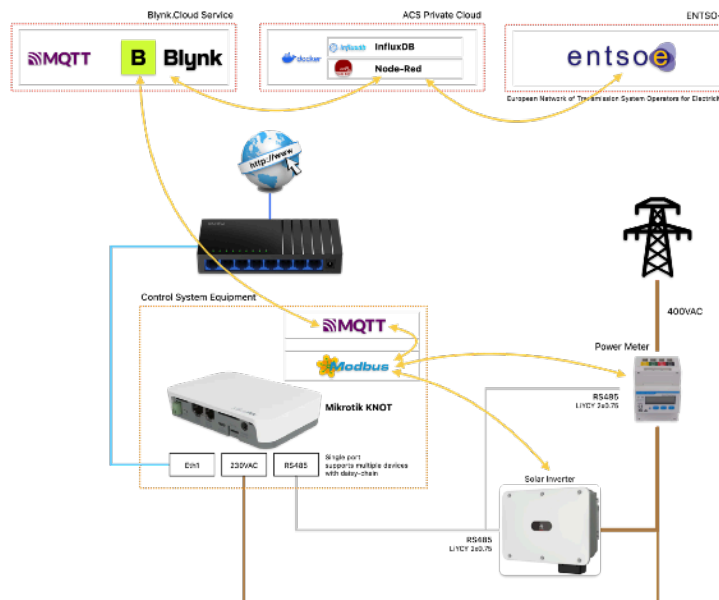 Blynk.Cloud Service
ACS Private Cloud
ENTSO-
MQTT
B Blynk
docker
influxdb InfluxDB
Node-Red
entsoe
European Network of Transmission System Operators for Electricity
http://www
Control System Equipment
MQTT
Modbus
Mikrotik KNOT
Eth1
230VAC
RS485
Single port
supports multiple devices
with daisy-chain
400VAC
Power Meter
RS485
LiYCY 2x0.75
Solar Inverter
RS485
LiYCY 2x0.75